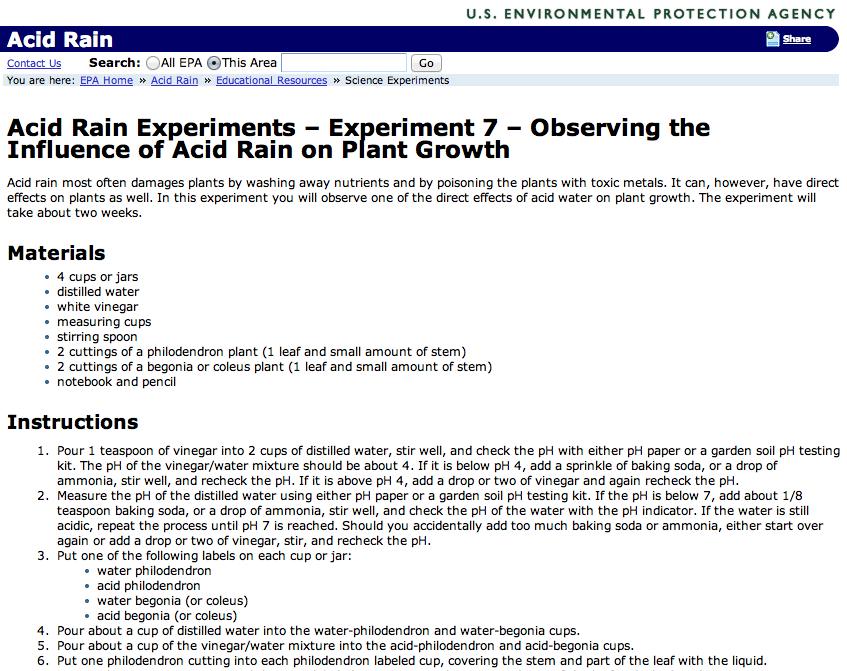 U.S. ENVIRONMENTAL PROTECTION AGENCY
Acid Rain
Share
Contact Us Search: All EPA This Area Go
You are here: EPA Home » Acid Rain » Educational Resources » Science Experiments
Acid Rain Experiments – Experiment 7 – Observing the
Influence of Acid Rain on Plant Growth
Acid rain most often damages plants by washing away nutrients and by poisoning the plants with toxic metals. It can, however, have direct
effects on plants as well. In this experiment you will observe one of the direct effects of acid water on plant growth. The experiment will
take about two weeks.
Materials
• 4 cups or jars
• distilled water
• white vinegar
• measuring cups
• stirring spoon
• 2 cuttings of a philodendron plant (1 leaf and small amount of stem)
• 2 cuttings of a begonia or coleus plant (1 leaf and small amount of stem)
• notebook and pencil
Instructions
1. Pour 1 teaspoon of vinegar into 2 cups of distilled water, stir well, and check the pH with either pH paper or a garden soil pH testing
kit. The pH of the vinegar/water mixture should be about 4. If it is below pH 4, add a sprinkle of baking soda, or a drop of
ammonia, stir well, and recheck the pH. If it is above pH 4, add a drop or two of vinegar and again recheck the pH.
2. Measure the pH of the distilled water using either pH paper or a garden soil pH testing kit. If the pH is below 7, add about 1/8
teaspoon baking soda, or a drop of ammonia, stir well, and check the pH of the water with the pH indicator. If the water is still
acidic, repeat the process until pH 7 is reached. Should you accidentally add too much baking soda or ammonia, either start over
again or add a drop or two of vinegar, stir, and recheck the pH.
3. Put one of the following labels on each cup or jar:
• water philodendron
• acid philodendron
• water begonia (or coleus)
• acid begonia (or coleus)
4. Pour about a cup of distilled water into the water-philodendron and water-begonia cups.
5. Pour about a cup of the vinegar/water mixture into the acid-philodendron and acid-begonia cups.
6. Put one philodendron cutting into each philodendron labeled cup, covering the stem and part of the leaf with the liquid.